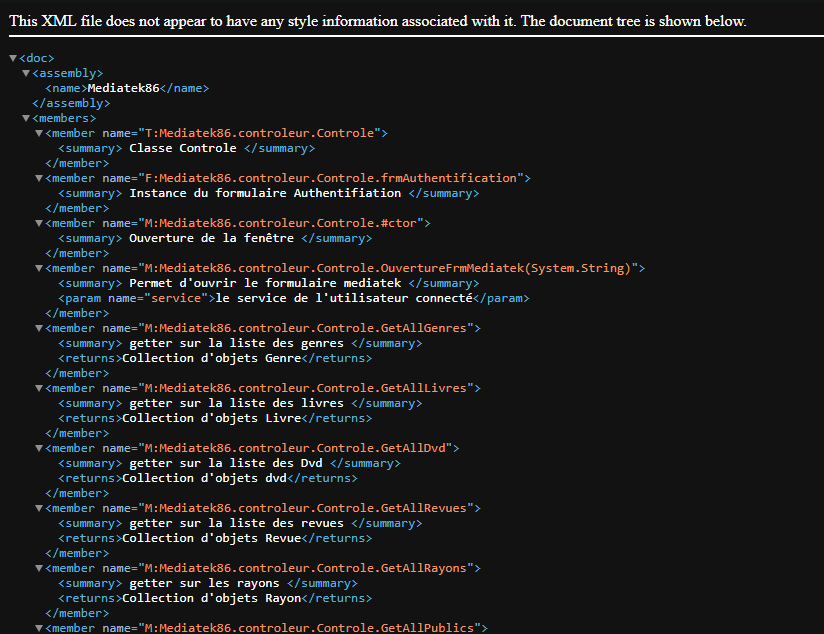 This XML file does not appear to have any style information associated with it. The document tree is shown below.
▼<doc>
▼<assembly>
<name>Mediatek86</name>
</assembly>
▼<members>
▼<member name="T:Mediatek86.controleur.Controle">
<summary> Classe Controle </summary>
</member>
▼<member name="F:Mediatek86.controleur.Controle.frmAuthentification">
<summary> Instance du formulaire Authentifiation </summary>
</member>
▼<member name="M:Mediatek86.controleur.Controle.#ctor">
<summary> Ouverture de la fenêtre </summary>
</member>
▼<member name="M:Mediatek86.controleur.Controle.OuvertureFrmMediatek(System.String)">
<summary> Permet d'ouvrir le formulaire mediatek </summary>
<param name="service">le service de l'utilisateur connecté</param>
</member>
▼<member name="M:Mediatek86.controleur.Controle.GetAllGenres">
<summary> getter sur la liste des genres </summary>
<returns>Collection d'objets Genre</returns>
</member>
▼<member name="M:Mediatek86.controleur.Controle.GetAllLivres">
<summary> getter sur la liste des livres </summary>
<returns>Collection d'objets Livre</returns>
</member>
▼<member name="M:Mediatek86.controleur.Controle.GetAllDvd">
<summary> getter sur la liste des Dvd </summary>
<returns>Collection d'objets dvd</returns>
</member>
▼<member name="M:Mediatek86.controleur.Controle.GetAllRevues">
<summary> getter sur la liste des revues </summary>
<returns>Collection d'objets Revue</returns>
</member>
▼<member name="M:Mediatek86.controleur.Controle.GetAllRayons">
<summary> getter sur les rayons </summary>
<returns>Collection d'objets Rayon</returns>
</member>
▼<member name="M:Mediatek86.controleur.Controle.GetAllPublics">